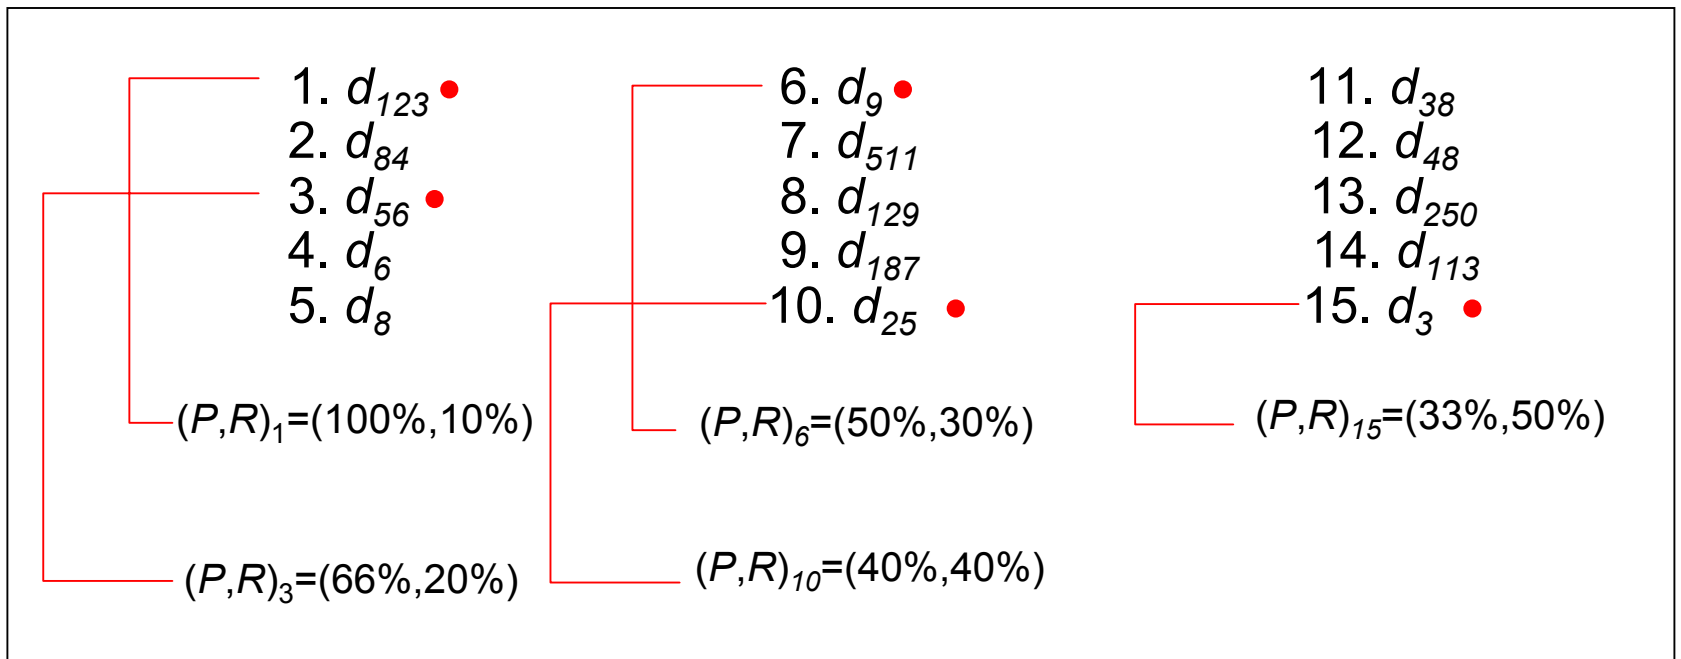 1. d123
2. d84
3. d56
4. d6
5. d8
(P,R)1=(100%,10%)
(P,R)3=(66%,20%)
6. d9
7. d511
8. d129
9. d187
10. d25
(P,R)6=(50%,30%)
(P,R)10=(40%,40%)
11. d38
12. d48
13. d250
14. d113
15. d3
(P,R)15=(33%,50%)